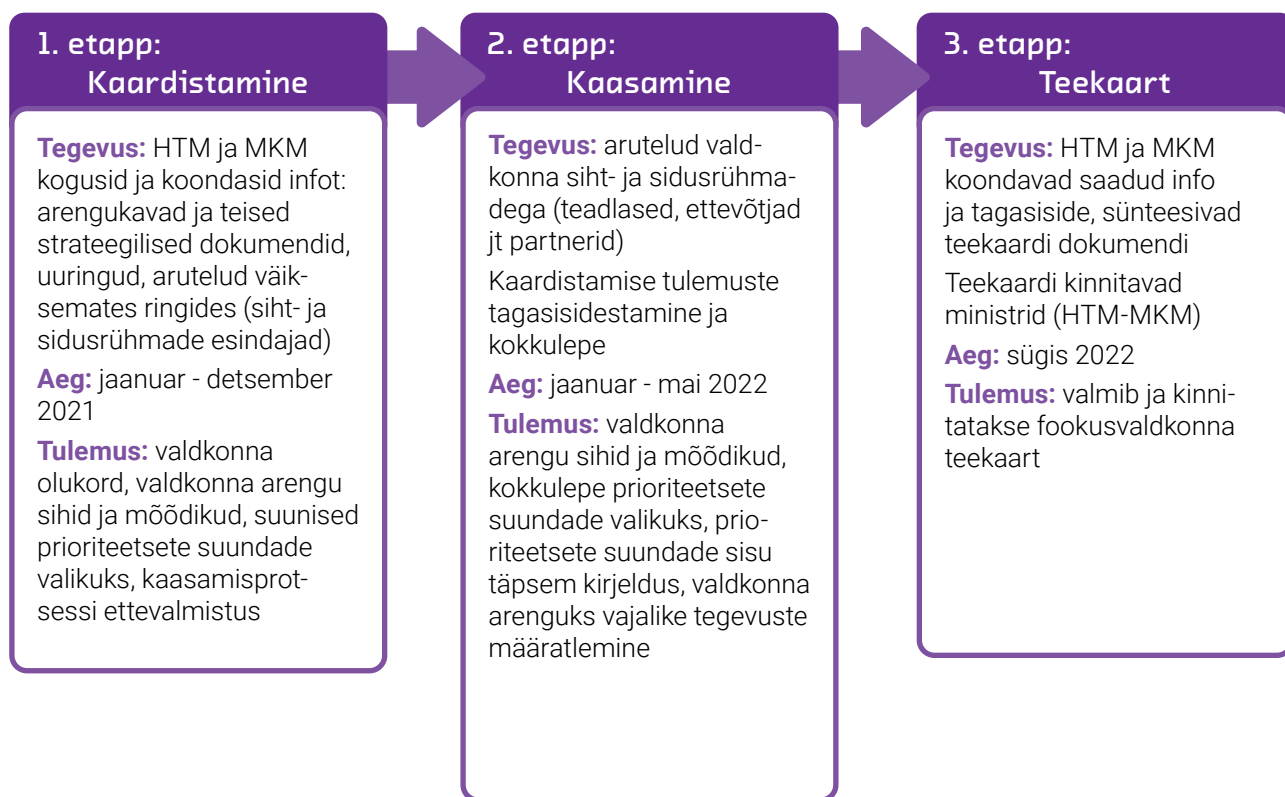 1. etapp:
Kaardistamine
Tegevus: HTM ja MKM
kogusid ja koondasid infot:
arengukavad ja teised
strateegilised dokumendid,
uuringud, arutelud väik-
semates ringides (siht- ja
sidusrühmade esindajad)
Aeg: jaanuar - detsember
2021
Tulemus: valdkonna
olukord, valdkonna arengu
sihid ja mõõdikud, suunised
prioriteetsete suundade
valikuks, kaasamisprot-
sessi ettevalmistus
2. etapp:
Kaasamine
Tegevus: arutelud vald-
konna siht- ja sidusrühma-
dega (teadlased, ettevõtjad
jt partnerid)
Kaardistamise tulemuste
tagasisidestamine ja
kokkulepe
Aeg: jaanuar - mai 2022
Tulemus: valdkonna
arengu sihid ja mõõdikud,
kokkulepe prioriteetsete
suundade valikuks, prio-
riteetsete suundade sisu
täpsem kirjeldus, valdkonna
arenguks vajalike tegevuste
määratlemine
3. etapp:
Teekaart
Tegevus: HTM ja MKM
koondavad saadud info
ja tagasiside, sünteesivad
teekaardi dokumendi
Teekaardi kinnitavad
ministrid (HTM-MKM)
Aeg: sügis 2022
Tulemus: valmib ja kinni-
tatakse fookusvaldkonna
teekaart